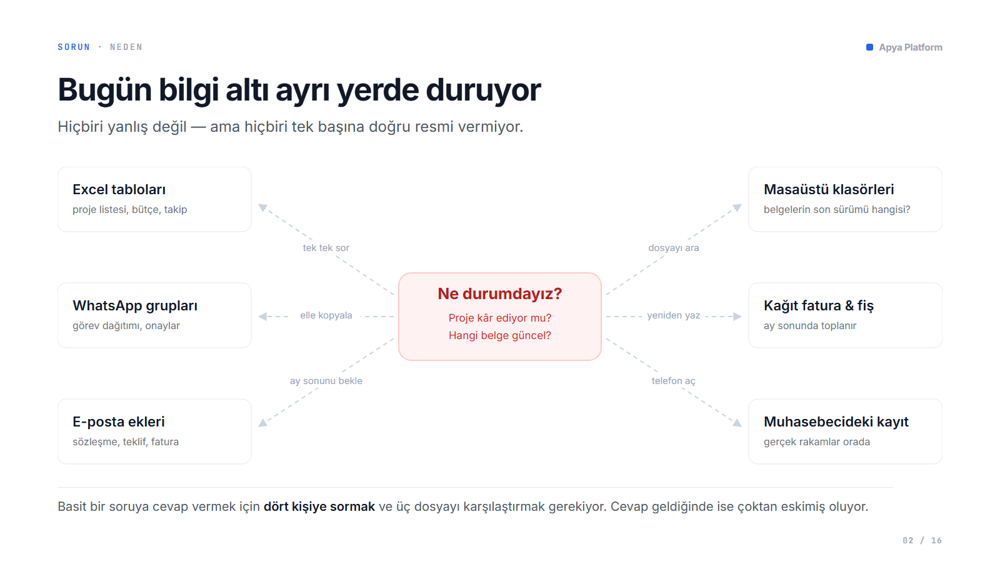 SORUN · NEDEN
Apya Platform
Bugün bilgi altı ayrı yerde duruyor
Hiçbiri yanlış değil — ama hiçbiri tek başına doğru resmi vermiyor.
Excel tabloları
proje listesi, bütçe, takip
Masaüstü klasörleri
belgelerin son sürümü hangisi?
tek tek sor
dosyayı ara
WhatsApp grupları
görev dağıtımı, onaylar
elle kopyala
Ne durumdayız?
Proje kâr ediyor mu?
Hangi belge güncel?
yeniden yaz
Kağıt fatura & fiş
ay sonunda toplanır
ay sonunu bekle
telefon aç
E-posta ekleri
sözleşme, teklif, fatura
Muhasebecideki kayıt
gerçek rakamlar orada
Basit bir soruya cevap vermek için dört kişiye sormak ve üç dosyayı karşılaştırmak gerekiyor. Cevap geldiğinde ise çoktan eskimiş oluyor.
02 / 16